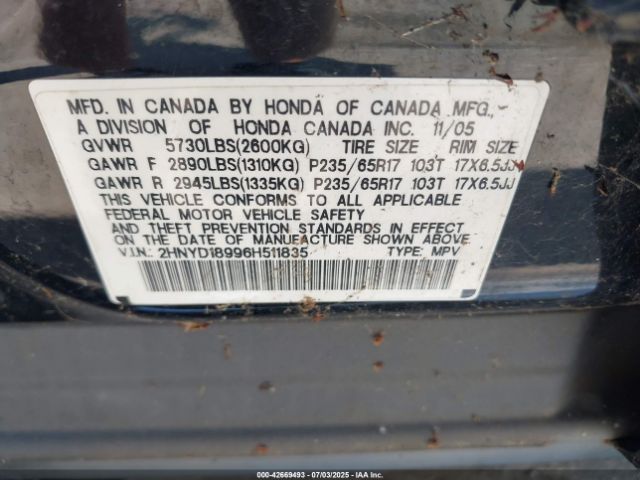 MFD. IN CANADA BY HONDA OF CANADA MFG.,
A DIVISION OF HONDA CANADA INC. 11/05
GVWR 5730LBS(2600KG) TIRE SIZE RIM SIZE
GAWR F 2890LBS(1310KG) P235/65R17 103T 17X6.5JJ
GAWR R 2945LBS(1335KG) P235/65R17 103T 17X6.5JJ
THIS VEHICLE CONFORMS TO ALL APPLICABLE
FEDERAL MOTOR VEHICLE SAFETY
AND THEFT PREVENTION STANDARDS IN EFFECT ON
THE DATE OF MANUFACTURE SHOWN ABOVE.
V.I.N.: 2HNYD18996H511835 TYPE: MPV
000-42669493 - 07/03/2025 - IAAI.COM